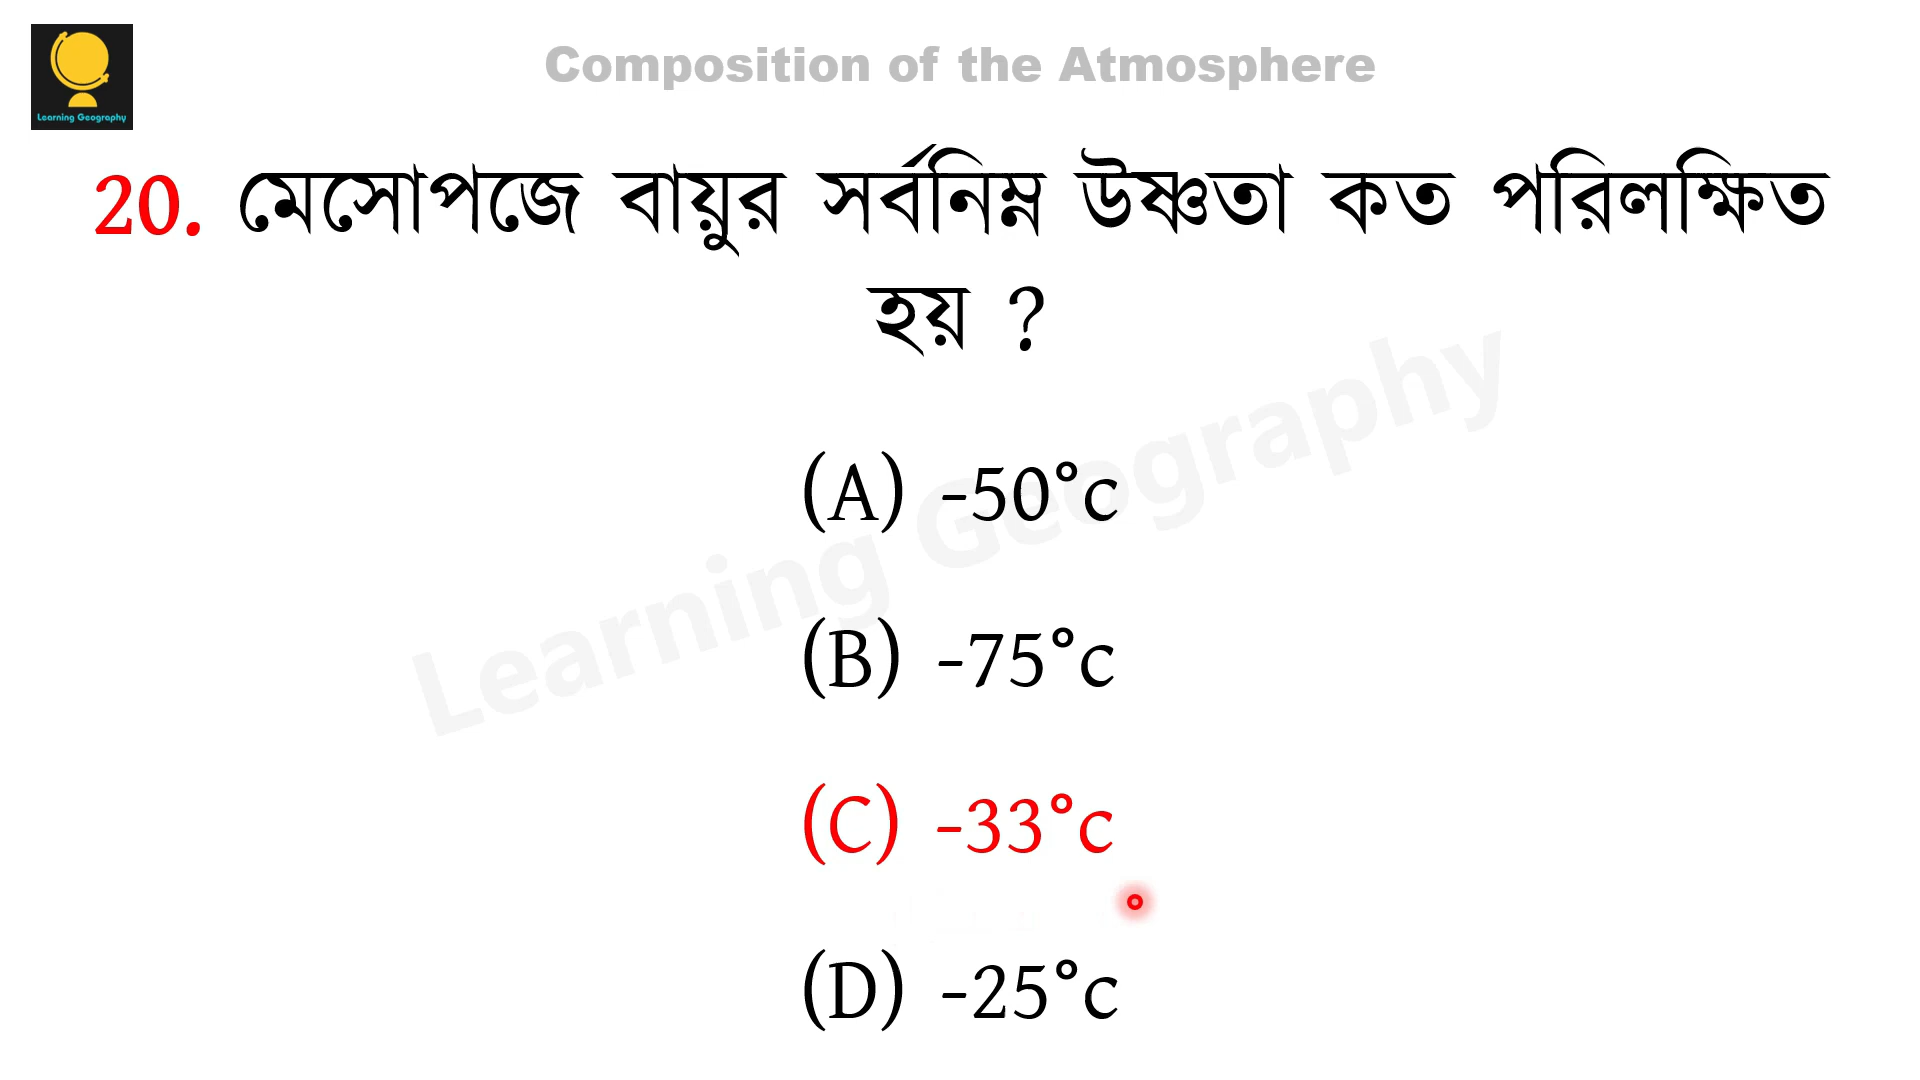 Composition of the Atmosphere
Learning Geography
20. মেসোপজে বায়ুর সর্বনিম্ন উষ্ণতা কত পরিলক্ষিত
হয় ?
(A) -50°c
(B) -75°c
(C) -33°c
(D) -25°c
Learning Geography